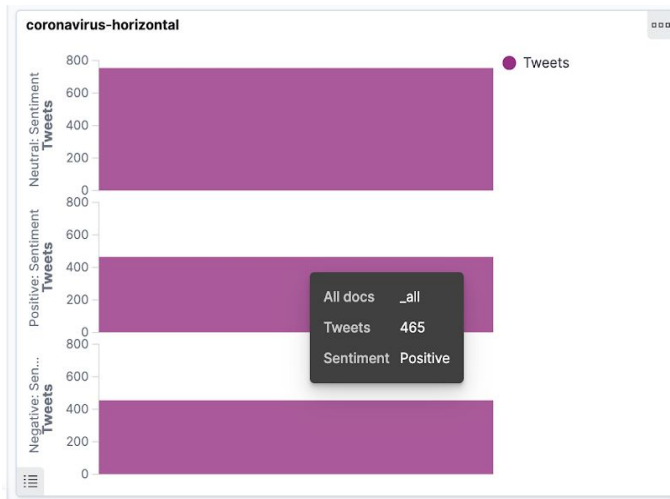 coronavirus-horizontal
Tweets
Neutral: Sentiment
Tweets
800
600
400
200
0
Positive: Sentiment
Tweets
800
600
400
200
0
All docs _all
Tweets 465
Sentiment Positive
Negative: Sen...
Tweets
800
600
400
200
0